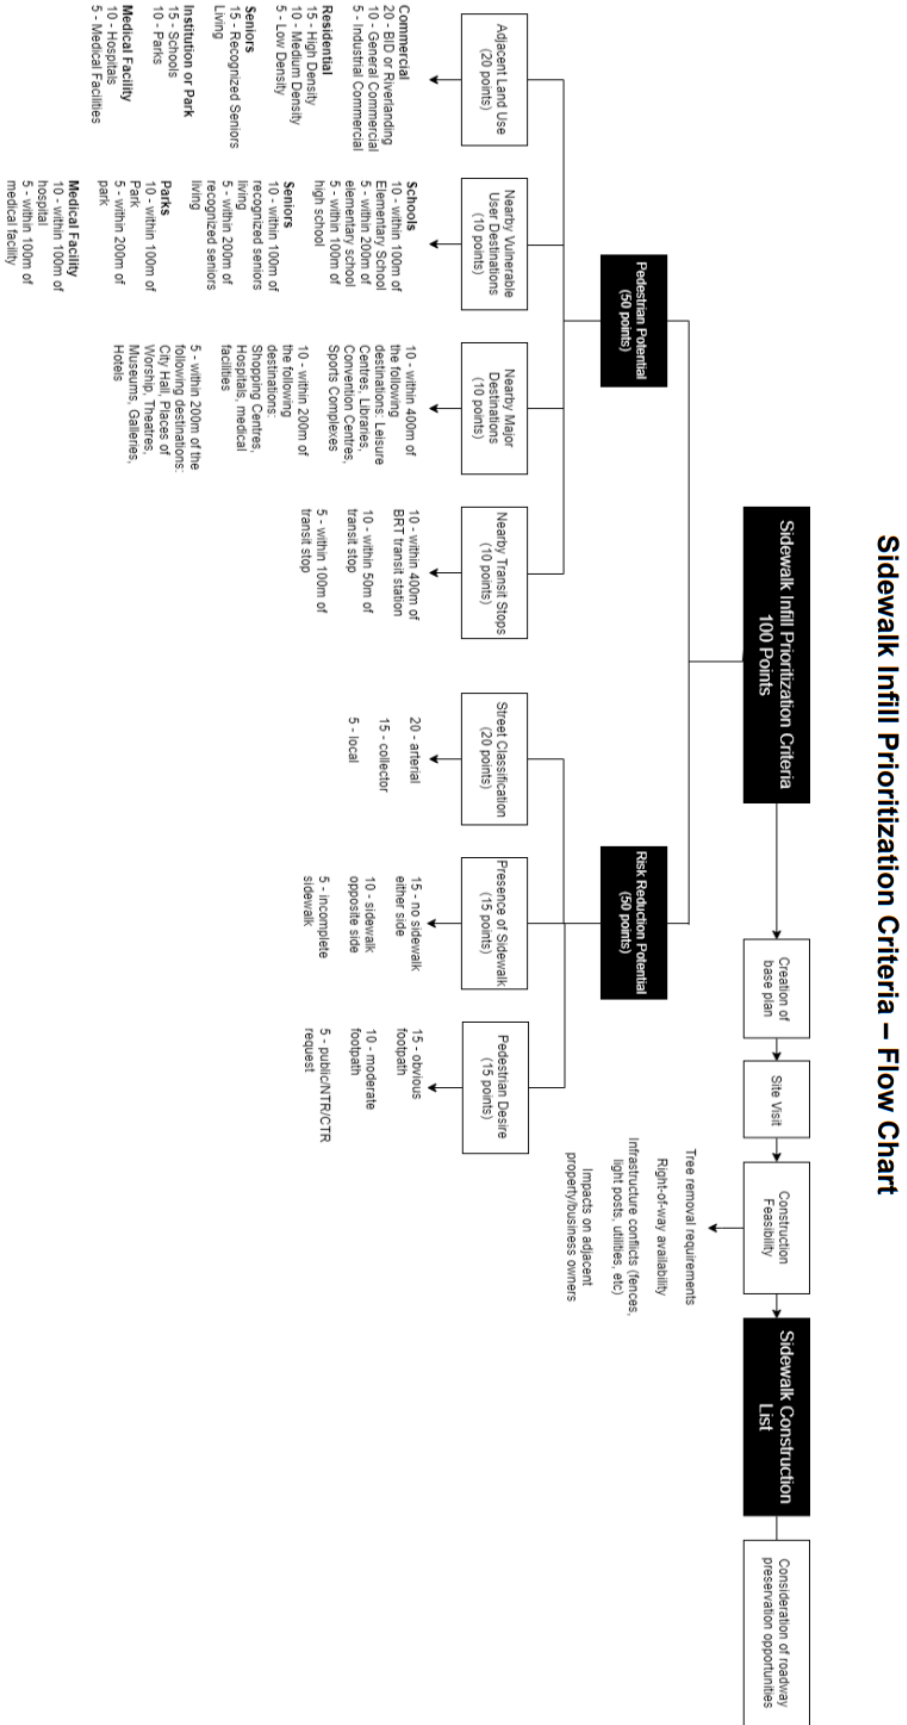 Sidewalk Infill Prioritization Criteria – Flow Chart
Sidewalk Infill Prioritization Criteria
100 Points
Creation of
base plan
Site Visit
Construction
Feasibility
Sidewalk Construction
List
Consideration of roadway
preservation opportunities
Tree removal requirements
Right-of-way availability
Infrastructure conflicts (fences,
light posts, utilities, etc)
Impacts on adjacent
property/business owners
Pedestrian Potential
(50 points)
Risk Reduction Potential
(50 points)
Adjacent Land Use
(20 points)
Commercial
20 - BID or Riverlanding
10 - General Commercial
5 - Industrial Commercial
Residential
15 - High Density
10 - Medium Density
5 - Low Density
Seniors
15 - Recognized Seniors
Living
Institution or Park
15 - Schools
10 - Parks
Medical Facility
10 - Hospitals
5 - Medical Facilities
Nearby Vulnerable
User Destinations
(10 points)
Schools
10 - within 100m of
Elementary School
5 - within 200m of
elementary school
5 - within 100m of
high school
Seniors
10 - within 100m of
recognized seniors
living
5 - within 200m of
recognized seniors
living
Parks
10 - within 100m of
Park
5 - within 200m of
park
Medical Facility
10 - within 100m of
hospital
5 - within 100m of
medical facility
Nearby Major
Destinations
(10 points)
10 - within 400m of
the following
destinations: Leisure
Centres, Libraries,
Convention Centres,
Sports Complexes
10 - within 200m of
the following
destinations:
Shopping Centres,
Hospitals, medical
facilities
5 - within 200m of the
following destinations:
City Hall, Places of
Worship, Theatres,
Museums, Galleries,
Hotels
Nearby Transit Stops
(10 points)
10 - within 400m of
BRT transit station
10 - within 50m of
transit stop
5 - within 100m of
transit stop
Street Classification
(20 points)
20 - arterial
15 - collector
5 - local
Presence of Sidewalk
(15 points)
15 - no sidewalk
either side
10 - sidewalk
opposite side
5 - incomplete
sidewalk
Pedestrian Desire
(15 points)
15 - obvious
footpath
10 - moderate
footpath
5 - public/NTR/CTR
request